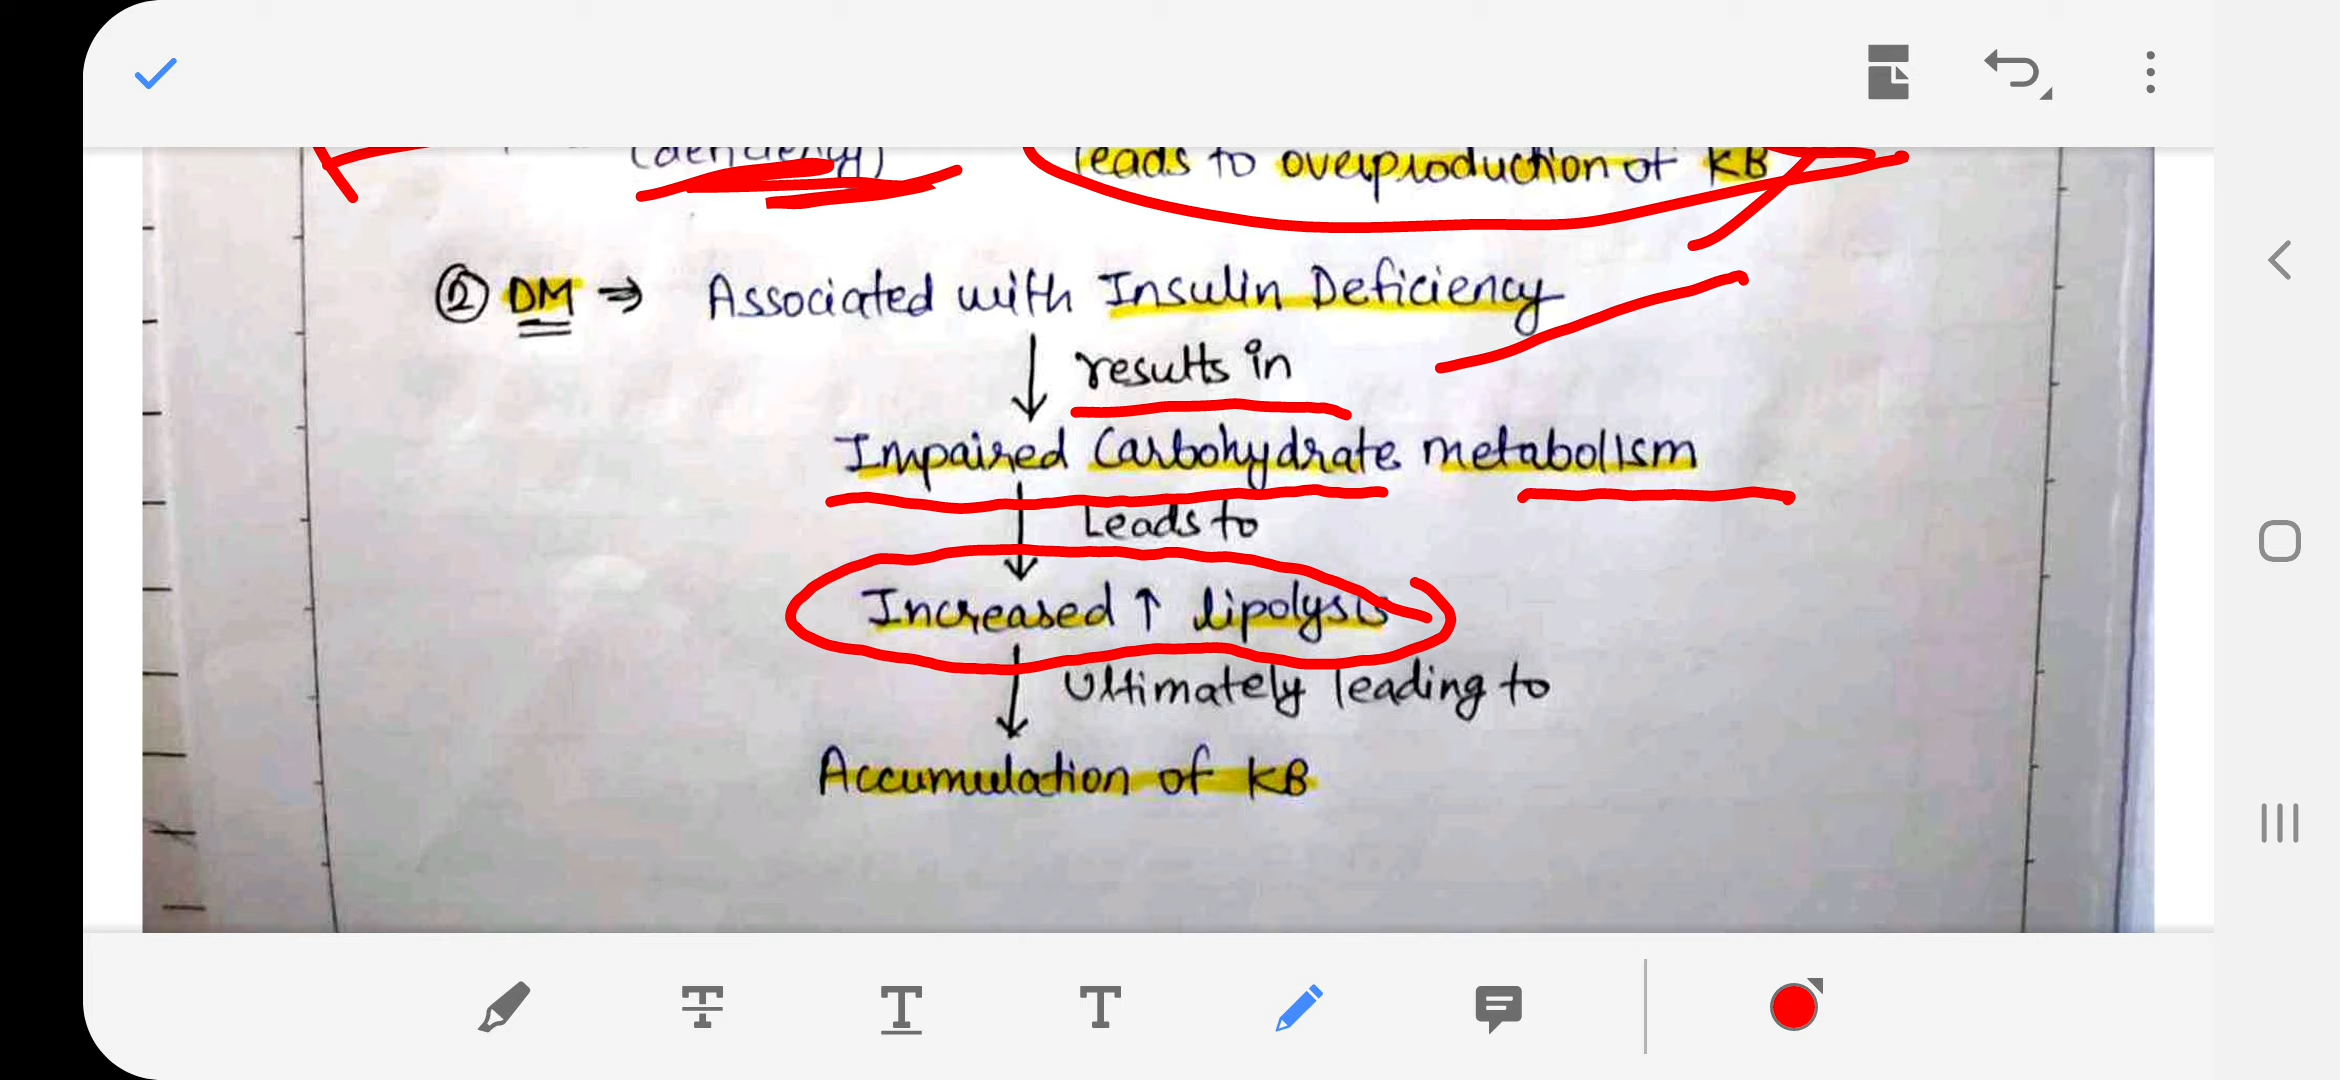 (deficiency) leads to overproduction of KB
② DM ⇒ Associated with Insulin Deficiency
↓ results in
Impaired Carbohydrate metabolism
↓ Leads to
Increased ↑ lipolysis
↓ Ultimately leading to
Accumulation of KB